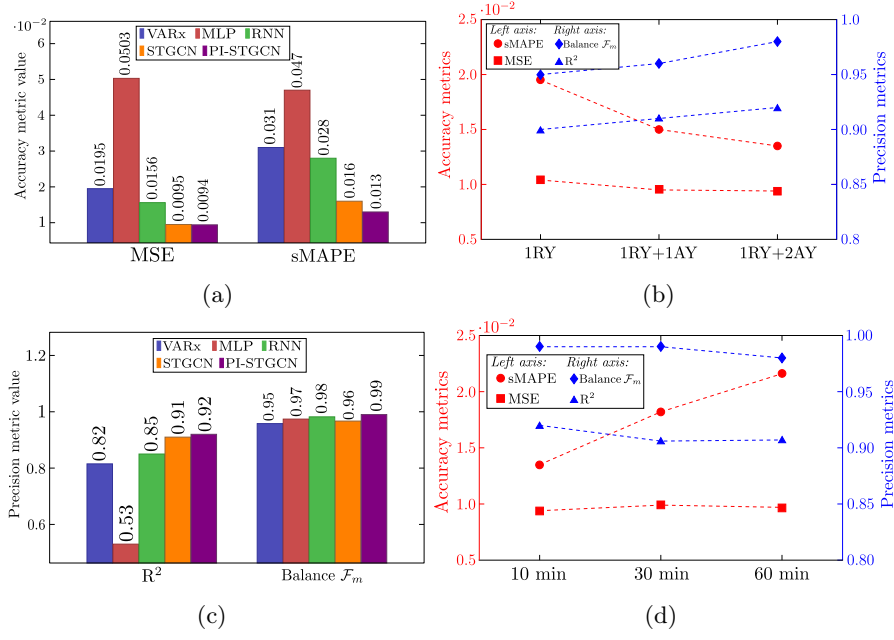 ·10⁻²
VARx MLP RNN
STGCN PI-STGCN
Accuracy metric value
6
5
4
3
2
1
0.0195
0.0503
0.0156
0.0095
0.0094
0.031
0.047
0.028
0.016
0.013
MSE sMAPE
(a)
·10⁻²
Left axis: Right axis:
sMAPE Balance ℱₘ
MSE R²
Accuracy metrics
2.5
2.0
1.5
1.0
0.5
Precision metrics
1.0
0.95
0.90
0.85
0.8
1RY 1RY+1AY 1RY+2AY
(b)
VARx MLP RNN
STGCN PI-STGCN
Precision metric value
1.2
1
0.8
0.6
0.82
0.53
0.85
0.91
0.92
0.95
0.97
0.98
0.96
0.99
R² Balance ℱₘ
(c)
·10⁻²
Left axis: Right axis:
sMAPE Balance ℱₘ
MSE R²
Accuracy metrics
2.5
2.0
1.5
1.0
0.5
Precision metrics
1.00
0.95
0.90
0.85
0.80
10 min 30 min 60 min
(d)